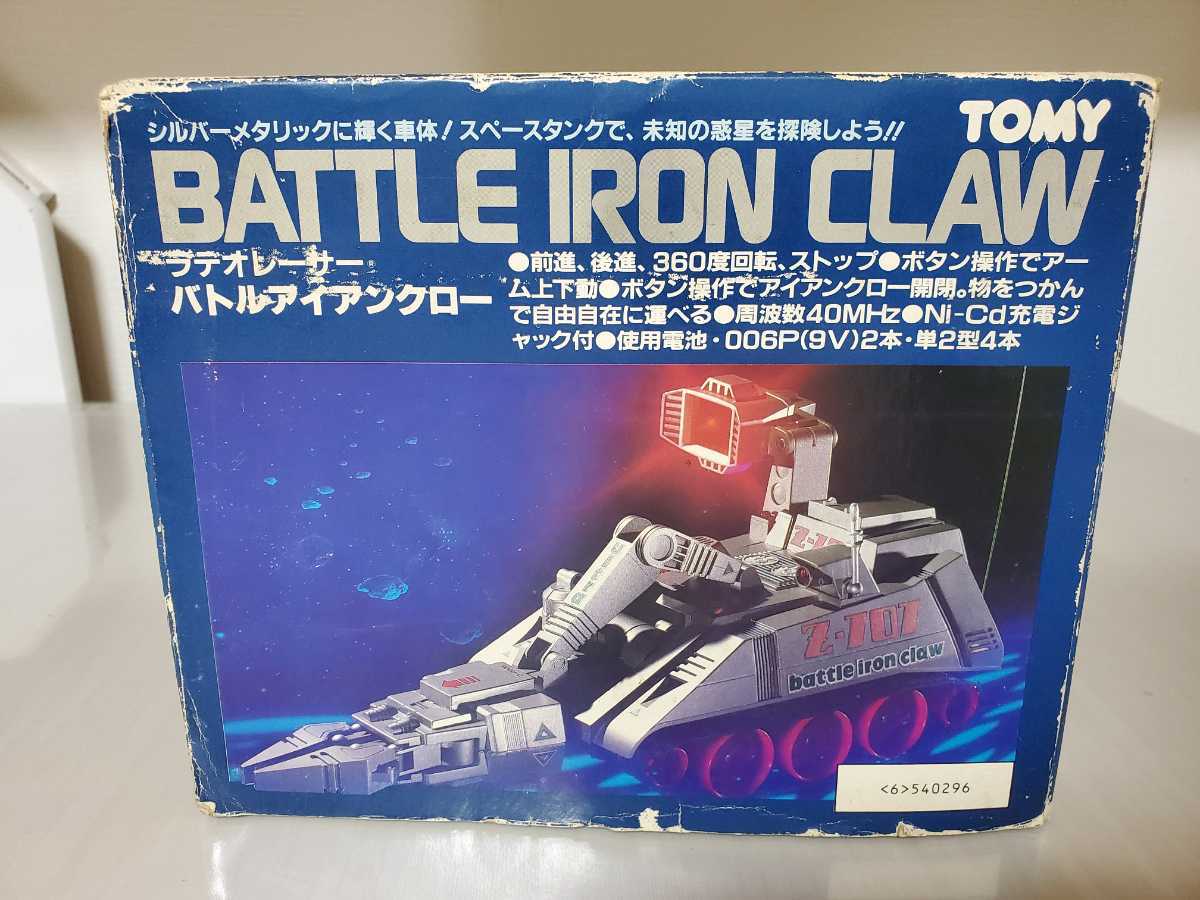 シルバーメタリックに輝く車体!スペースタンクで、未知の惑星を探険しよう!!
TOMY
BATTLE IRON CLAW
ラデオレーサー®
バトルアイアンクロー
●前進、後進、360度回転、ストップ●ボタン操作でアー
ム上下動●ボタン操作でアイアンクロー開閉。物をつかん
で自由自在に運べる●周波数40MHz●Ni-Cd充電ジ
ャック付●使用電池・006P(9V)2本・単2型4本
Z-707
battle iron claw
<6>540296